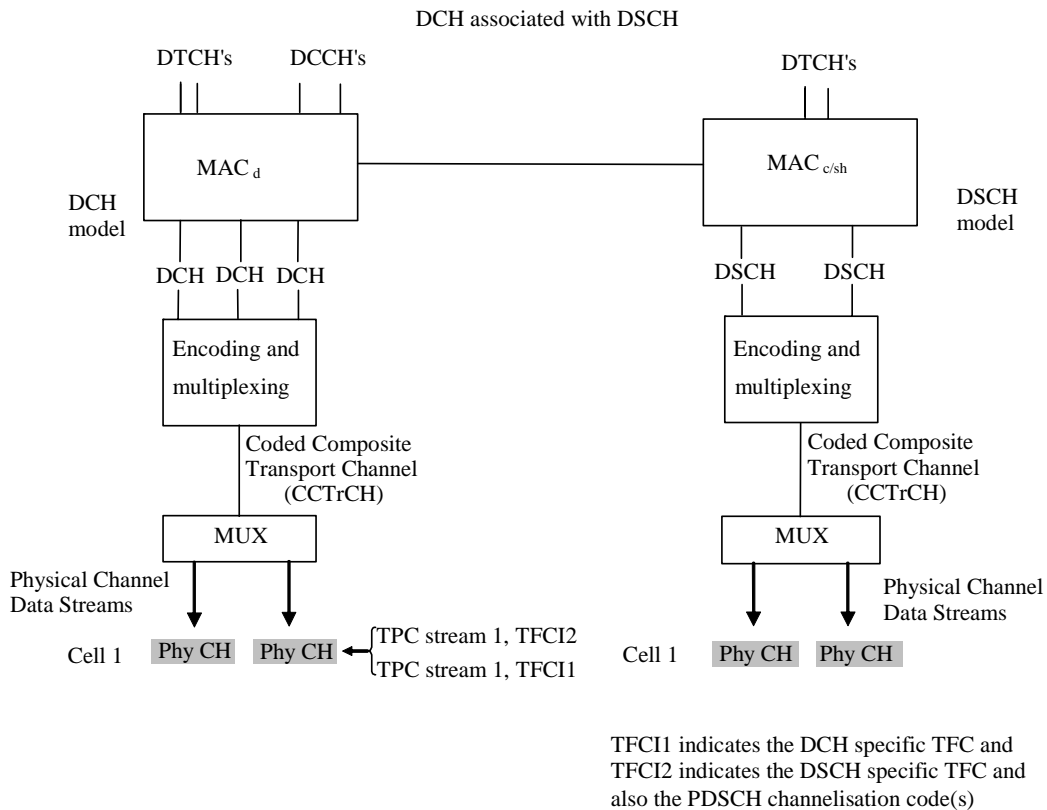 DCH associated with DSCH
DTCH's
DCCH's
DTCH's
MAC d
MAC c/sh
DCH
model
DSCH
model
DCH
DCH
DCH
DSCH
DSCH
Encoding and
multiplexing
Encoding and
multiplexing
Coded Composite
Transport Channel
(CCTrCH)
Coded Composite
Transport Channel
(CCTrCH)
MUX
MUX
Physical Channel
Data Streams
Physical Channel
Data Streams
Cell 1
Phy CH
Phy CH
TPC stream 1, TFCI2
TPC stream 1, TFCI1
Cell 1
Phy CH
Phy CH
TFCI1 indicates the DCH specific TFC and
TFCI2 indicates the DSCH specific TFC and
also the PDSCH channelisation code(s)